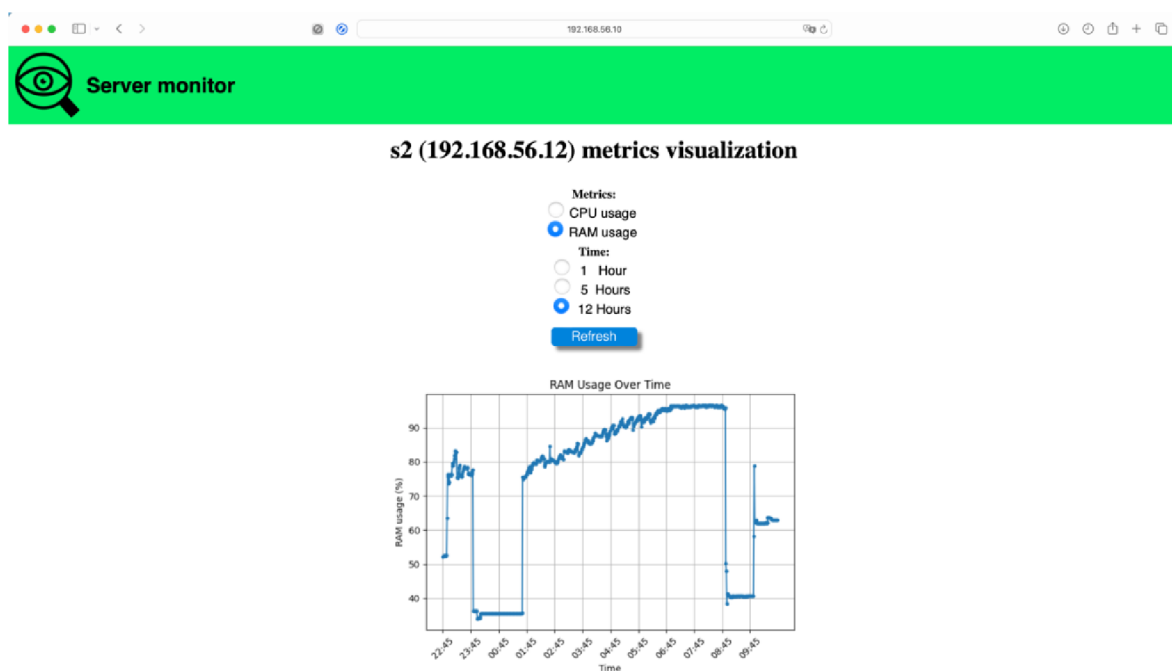 192.168.56.10
Server monitor
s2 (192.168.56.12) metrics visualization
Metrics:
CPU usage
RAM usage
Time:
1 Hour
5 Hours
12 Hours
Refresh
RAM Usage Over Time
RAM usage (%)
90
80
70
60
50
40
22:45 23:45 00:45 01:45 02:45 03:45 04:45 05:45 06:45 07:45 08:45 09:45
Time